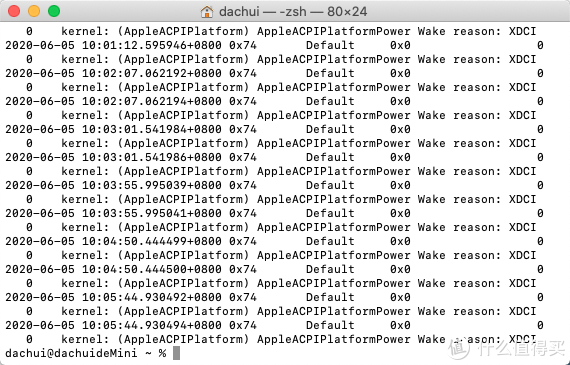 dachui — -zsh — 80×24
0    kernel: (AppleACPIPlatform) AppleACPIPlatformPower Wake reason: XDCI
2020-06-05 10:01:12.595946+0800 0x74       Default     0x0                  0
0    kernel: (AppleACPIPlatform) AppleACPIPlatformPower Wake reason: XDCI
2020-06-05 10:02:07.062192+0800 0x74       Default     0x0                  0
0    kernel: (AppleACPIPlatform) AppleACPIPlatformPower Wake reason: XDCI
2020-06-05 10:02:07.062194+0800 0x74       Default     0x0                  0
0    kernel: (AppleACPIPlatform) AppleACPIPlatformPower Wake reason: XDCI
2020-06-05 10:03:01.541984+0800 0x74       Default     0x0                  0
0    kernel: (AppleACPIPlatform) AppleACPIPlatformPower Wake reason: XDCI
2020-06-05 10:03:01.541986+0800 0x74       Default     0x0                  0
0    kernel: (AppleACPIPlatform) AppleACPIPlatformPower Wake reason: XDCI
2020-06-05 10:03:55.995039+0800 0x74       Default     0x0                  0
0    kernel: (AppleACPIPlatform) AppleACPIPlatformPower Wake reason: XDCI
2020-06-05 10:03:55.995041+0800 0x74       Default     0x0                  0
0    kernel: (AppleACPIPlatform) AppleACPIPlatformPower Wake reason: XDCI
2020-06-05 10:04:50.444499+0800 0x74       Default     0x0                  0
0    kernel: (AppleACPIPlatform) AppleACPIPlatformPower Wake reason: XDCI
2020-06-05 10:04:50.444500+0800 0x74       Default     0x0                  0
0    kernel: (AppleACPIPlatform) AppleACPIPlatformPower Wake reason: XDCI
2020-06-05 10:05:44.930492+0800 0x74       Default     0x0                  0
0    kernel: (AppleACPIPlatform) AppleACPIPlatformPower Wake reason: XDCI
2020-06-05 10:05:44.930494+0800 0x74       Default     0x0                  0
0    kernel: (AppleACPIPlatform) AppleACPIPlatformPower Wake reason: XDCI
dachui@dachuideMini ~ %
值 什么值得买